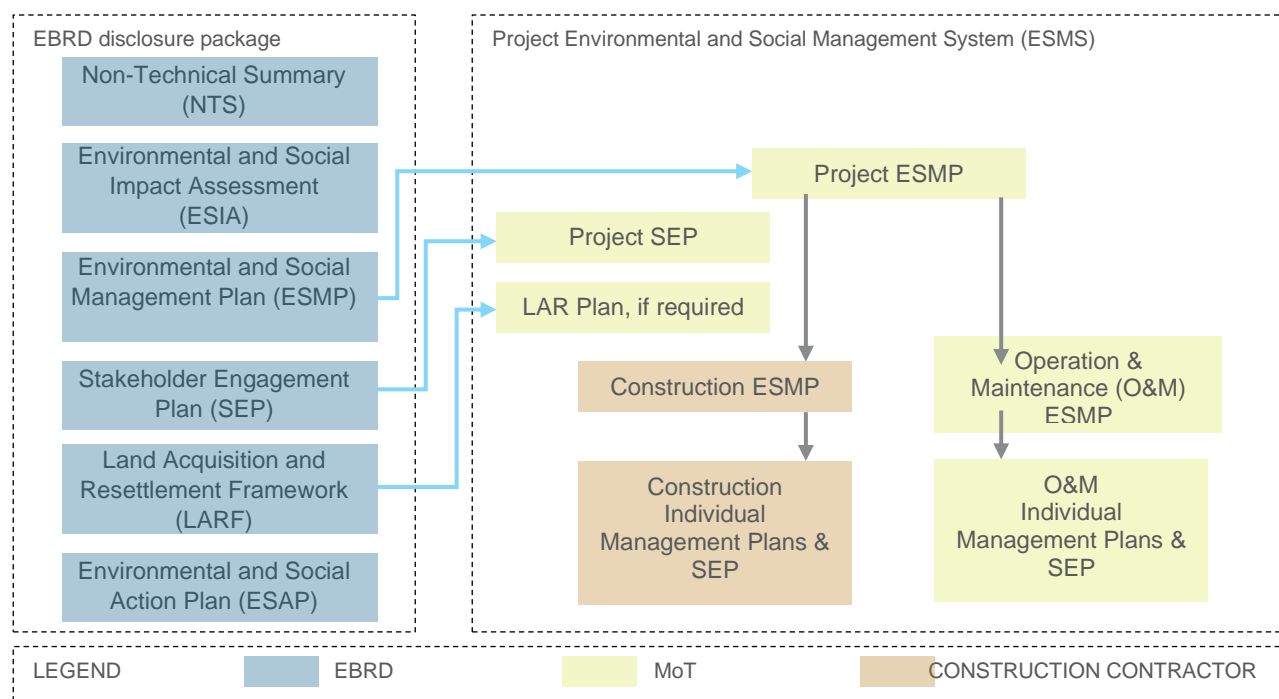 EBRD disclosure package
Non-Technical Summary
(NTS)
Environmental and Social
Impact Assessment
(ESIA)
Environmental and Social
Management Plan (ESMP)
Stakeholder Engagement
Plan (SEP)
Land Acquisition and
Resettlement Framework
(LARF)
Environmental and Social
Action Plan (ESAP)
Project Environmental and Social Management System (ESMS)
Project ESMP
Project SEP
LAR Plan, if required
Construction ESMP
Operation &
Maintenance (O&M)
ESMP
Construction
Individual
Management Plans &
SEP
O&M
Individual
Management Plans &
SEP
LEGEND
EBRD
MoT
CONSTRUCTION CONTRACTOR